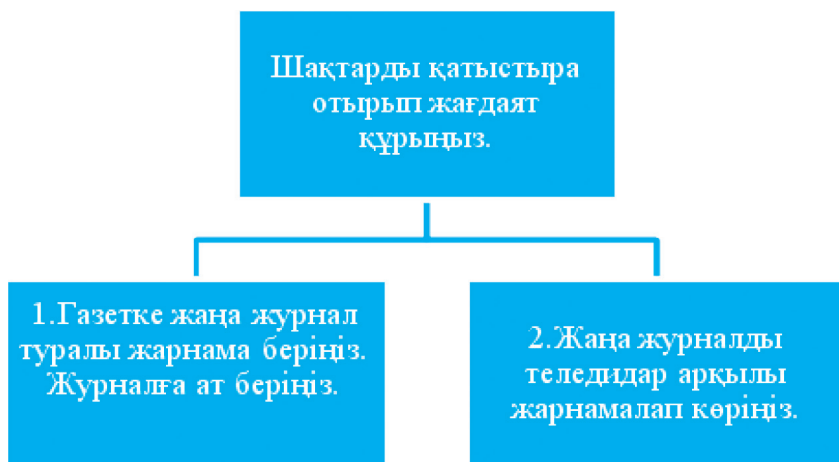 Шақтарды қатыстыра
отырып жағдаят
құрыңыз.
1.Газетке жаңа журнал
туралы жарнама беріңіз.
Журналға ат беріңіз.
2.Жаңа журналды
теледидар арқылы
жарнамалап көріңіз.